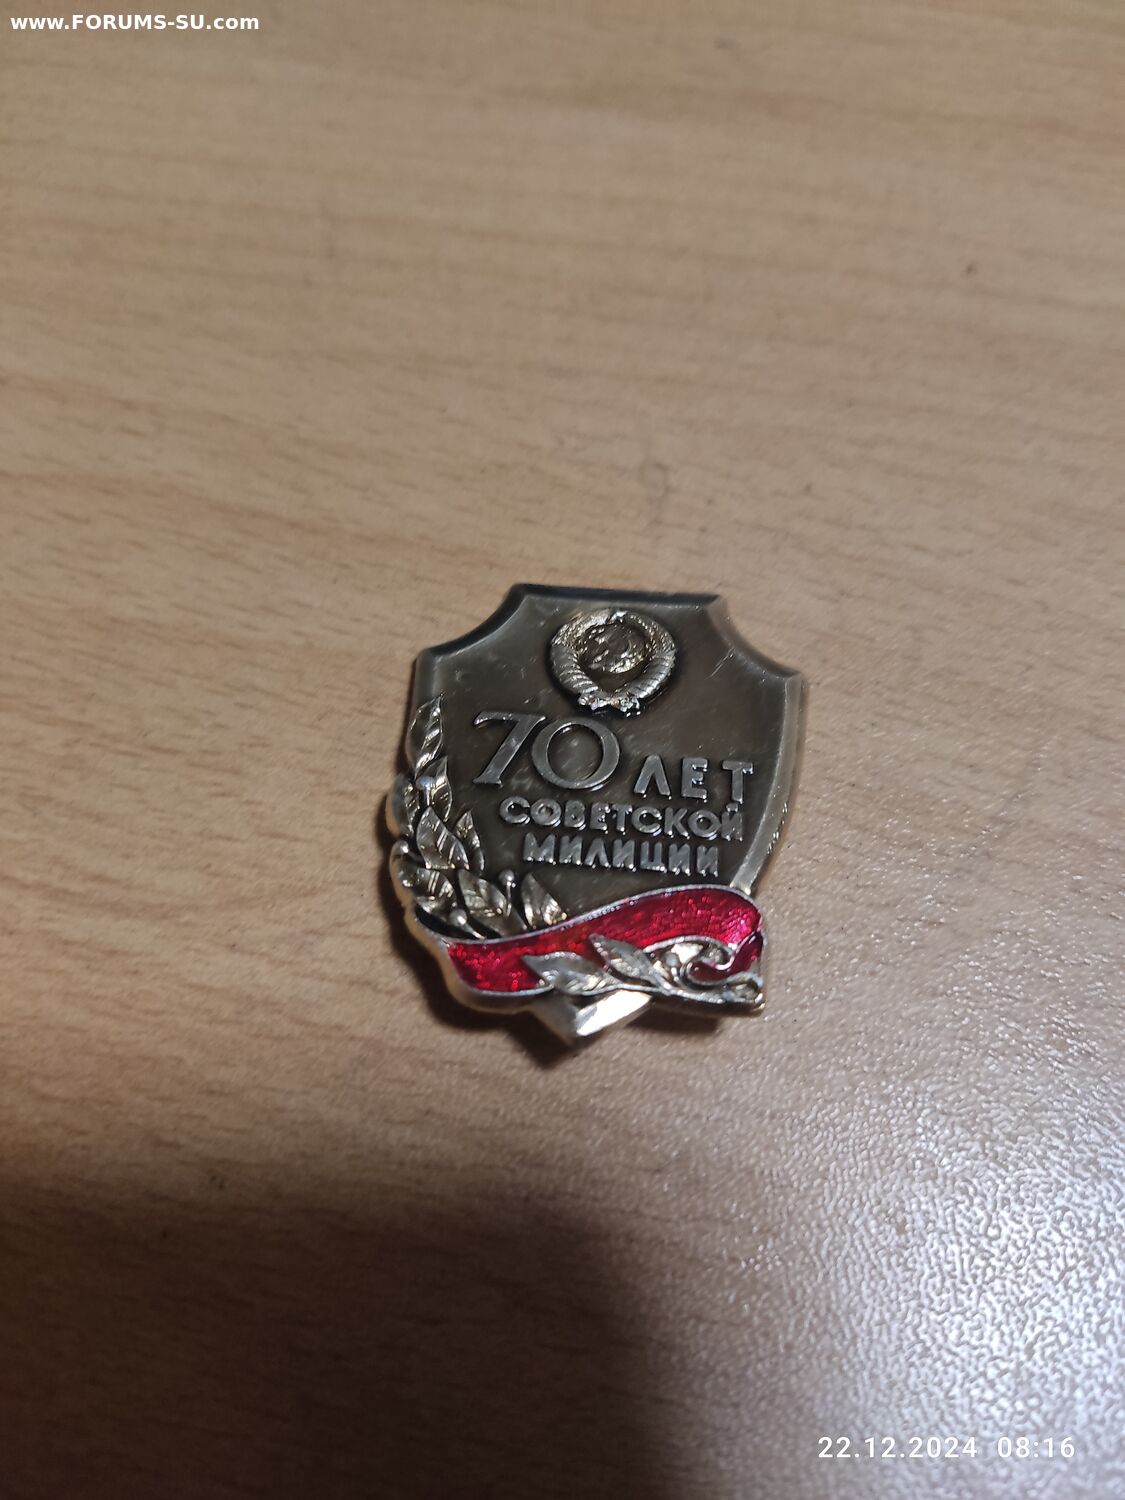 www.FORUMS-SU.com
70 ЛЕТ
СОВЕТСКОЙ
МИЛИЦИИ
22.12.2024 08:16